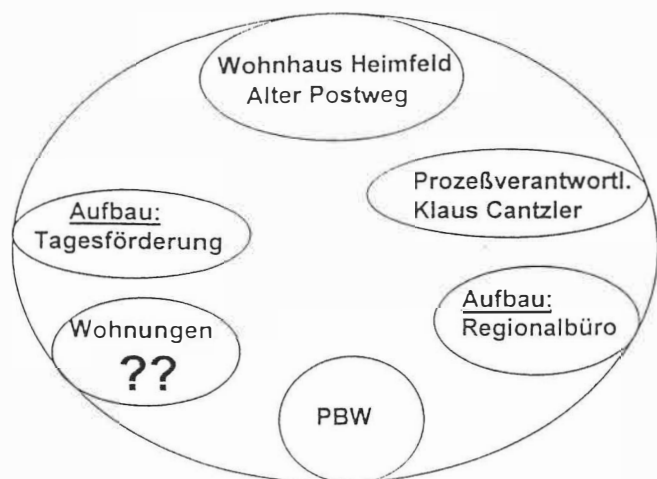 Wohnhaus Heimfeld
Alter Postweg
Prozeßverantwortl.
Klaus Cantzler
Aufbau:
Tagesförderung
Aufbau:
Regionalbüro
Wohnungen
??
PBW